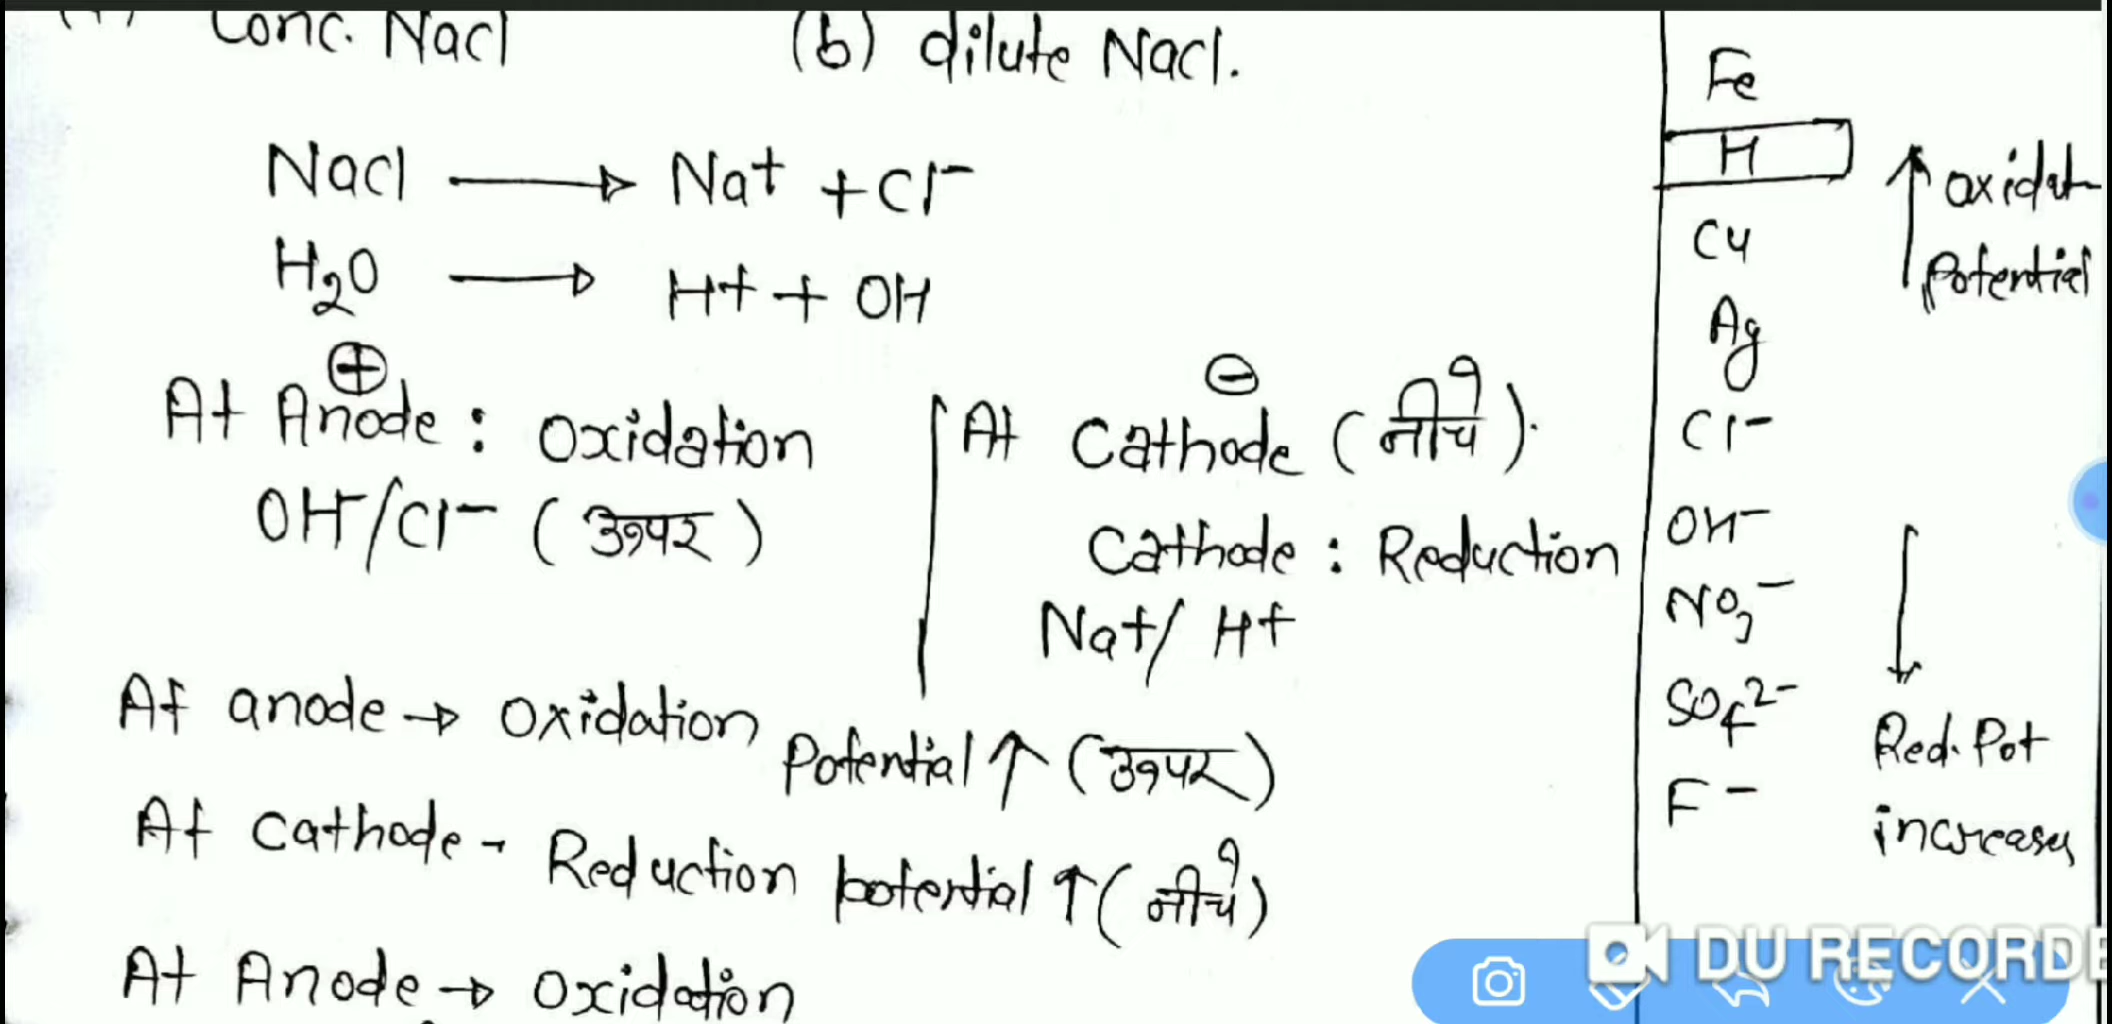 Conc. Nacl (b) dilute Nacl.
Nacl → Na+ + Cl-
H2O → H+ + OH
⊕
At Anode : Oxidation
OH-/Cl- (ऊपर)
⊖
At Cathode (नीचे).
Cathode : Reduction
Na+/ H+
At anode → Oxidation
Potential ↑ (ऊपर)
At Cathode - Reduction potential ↑ (नीचे)
At Anode → Oxidation
Fe
H
Cu
Ag
Cl-
OH-
NO3-
SO42-
F-
↑ Oxidat
Potential
↓
Red. Pot
increases
DU RECORDE